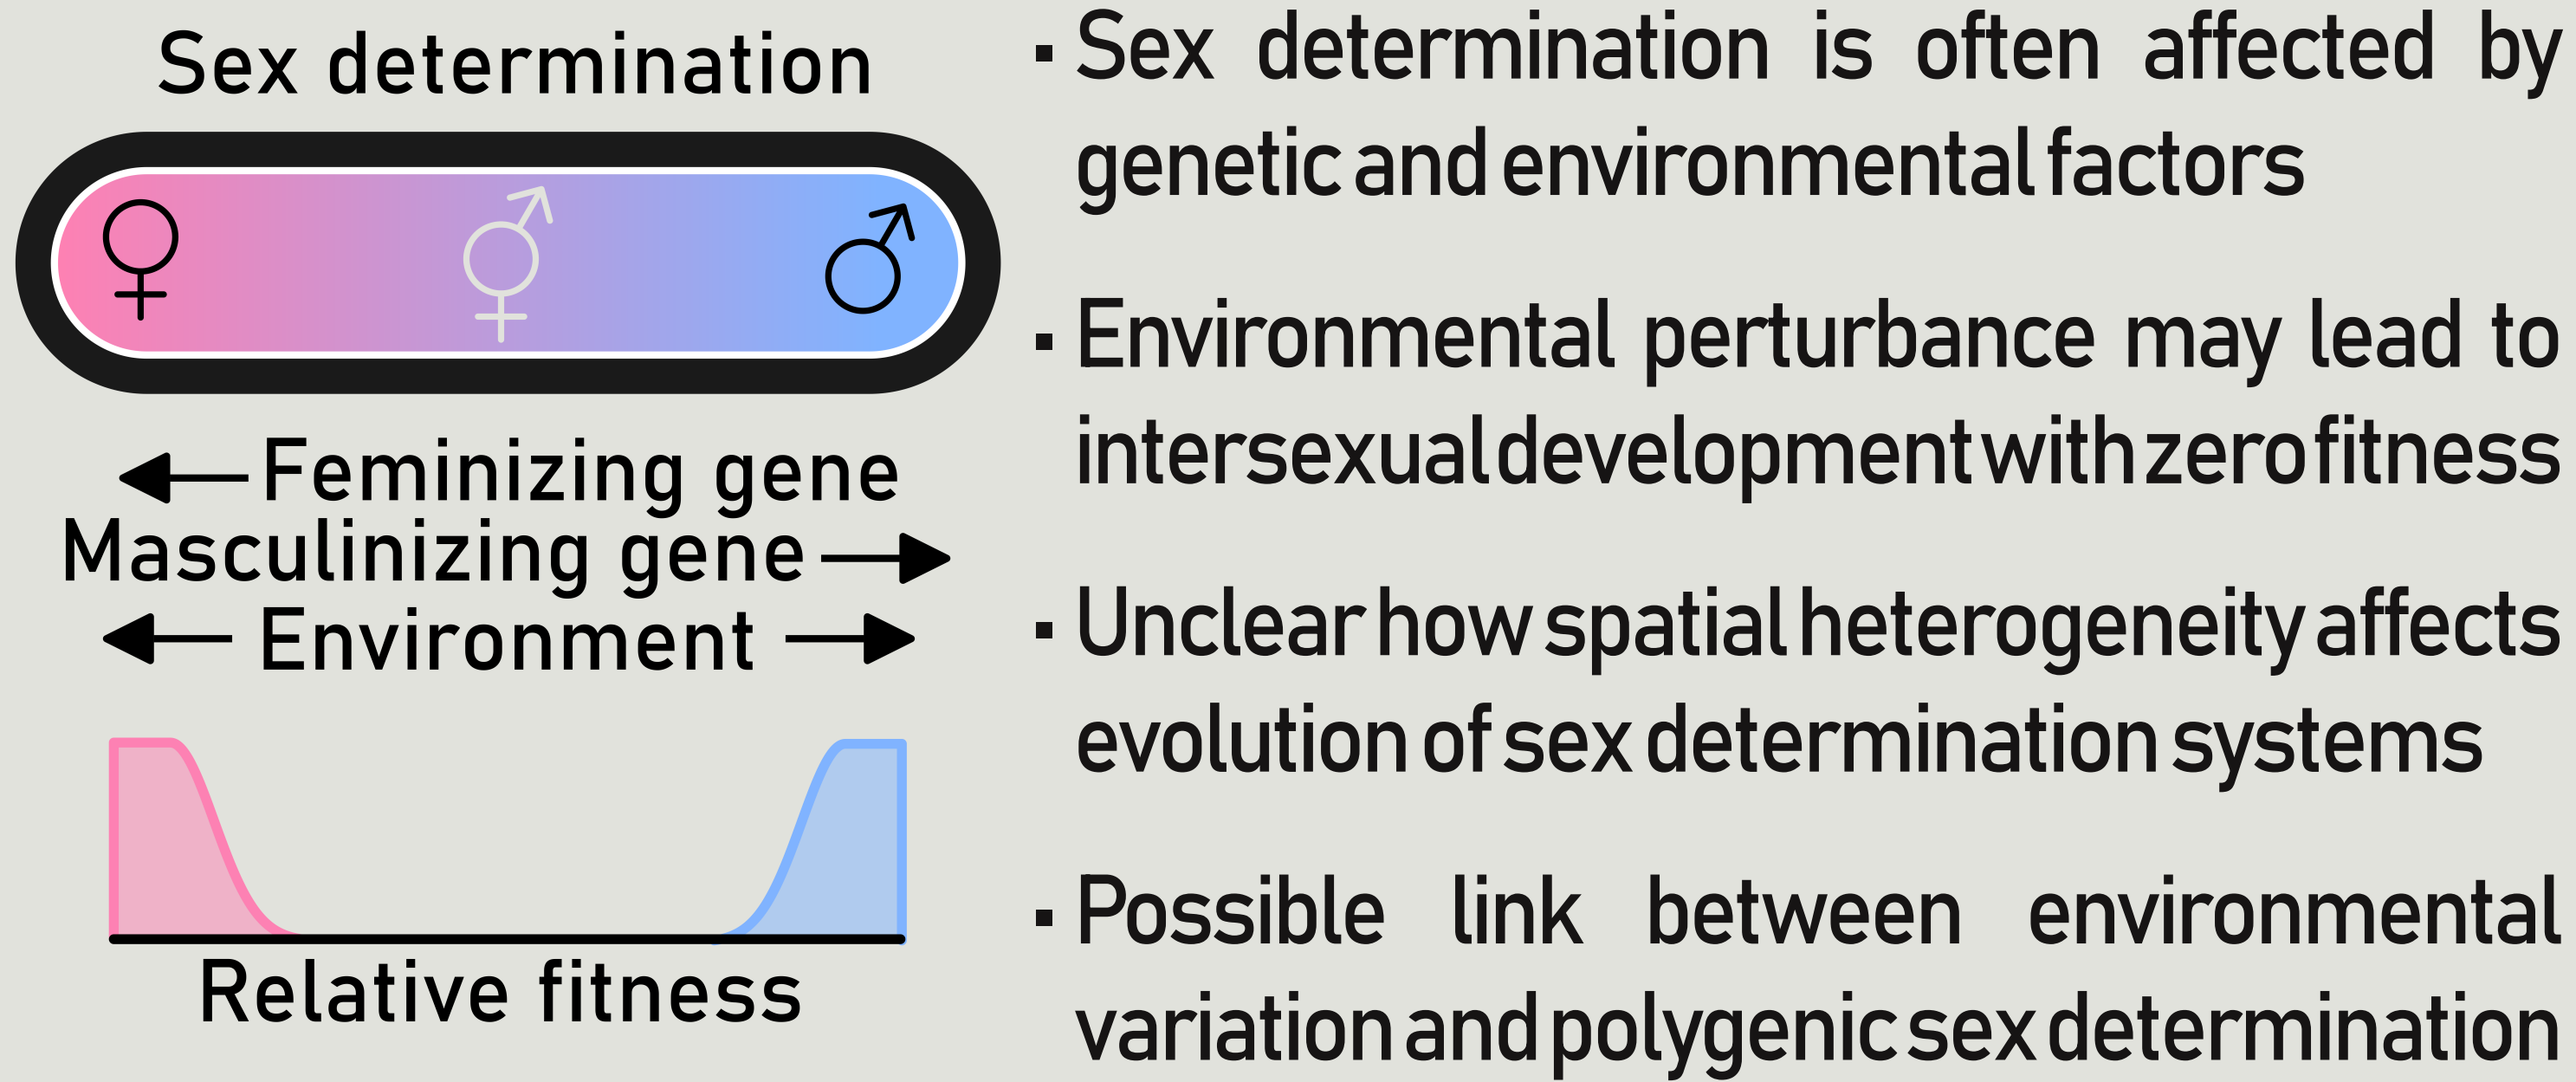 Sex determination
Feminizing gene
Masculinizing gene
Environment
Relative fitness
▪ Sex determination is often affected by
genetic and environmental factors
▪ Environmental perturbance may lead to
intersexual development with zero fitness
▪ Unclear how spatial heterogeneity affects
evolution of sex determination systems
▪ Possible link between environmental
variation and polygenic sex determination